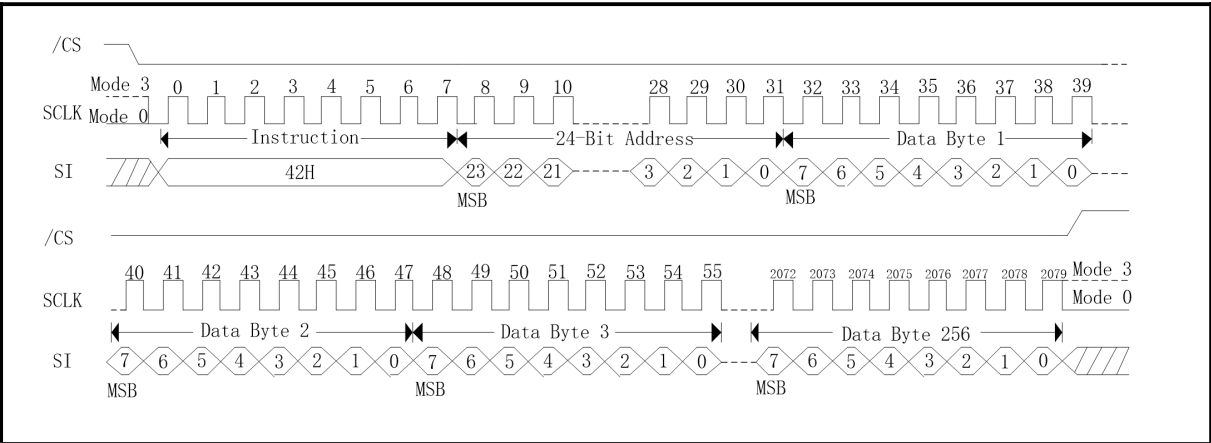 /CS
Mode 3 0 1 2 3 4 5 6 7 8 9 10 28 29 30 31 32 33 34 35 36 37 38 39
SCLK Mode 0
Instruction 24-Bit Address Data Byte 1
SI 42H 23 22 21 3 2 1 0 7 6 5 4 3 2 1 0
MSB MSB
/CS
40 41 42 43 44 45 46 47 48 49 50 51 52 53 54 55 2072 2073 2074 2075 2076 2077 2078 2079 Mode 3
SCLK Mode 0
Data Byte 2 Data Byte 3 Data Byte 256
SI 7 6 5 4 3 2 1 0 7 6 5 4 3 2 1 0 7 6 5 4 3 2 1 0
MSB MSB MSB